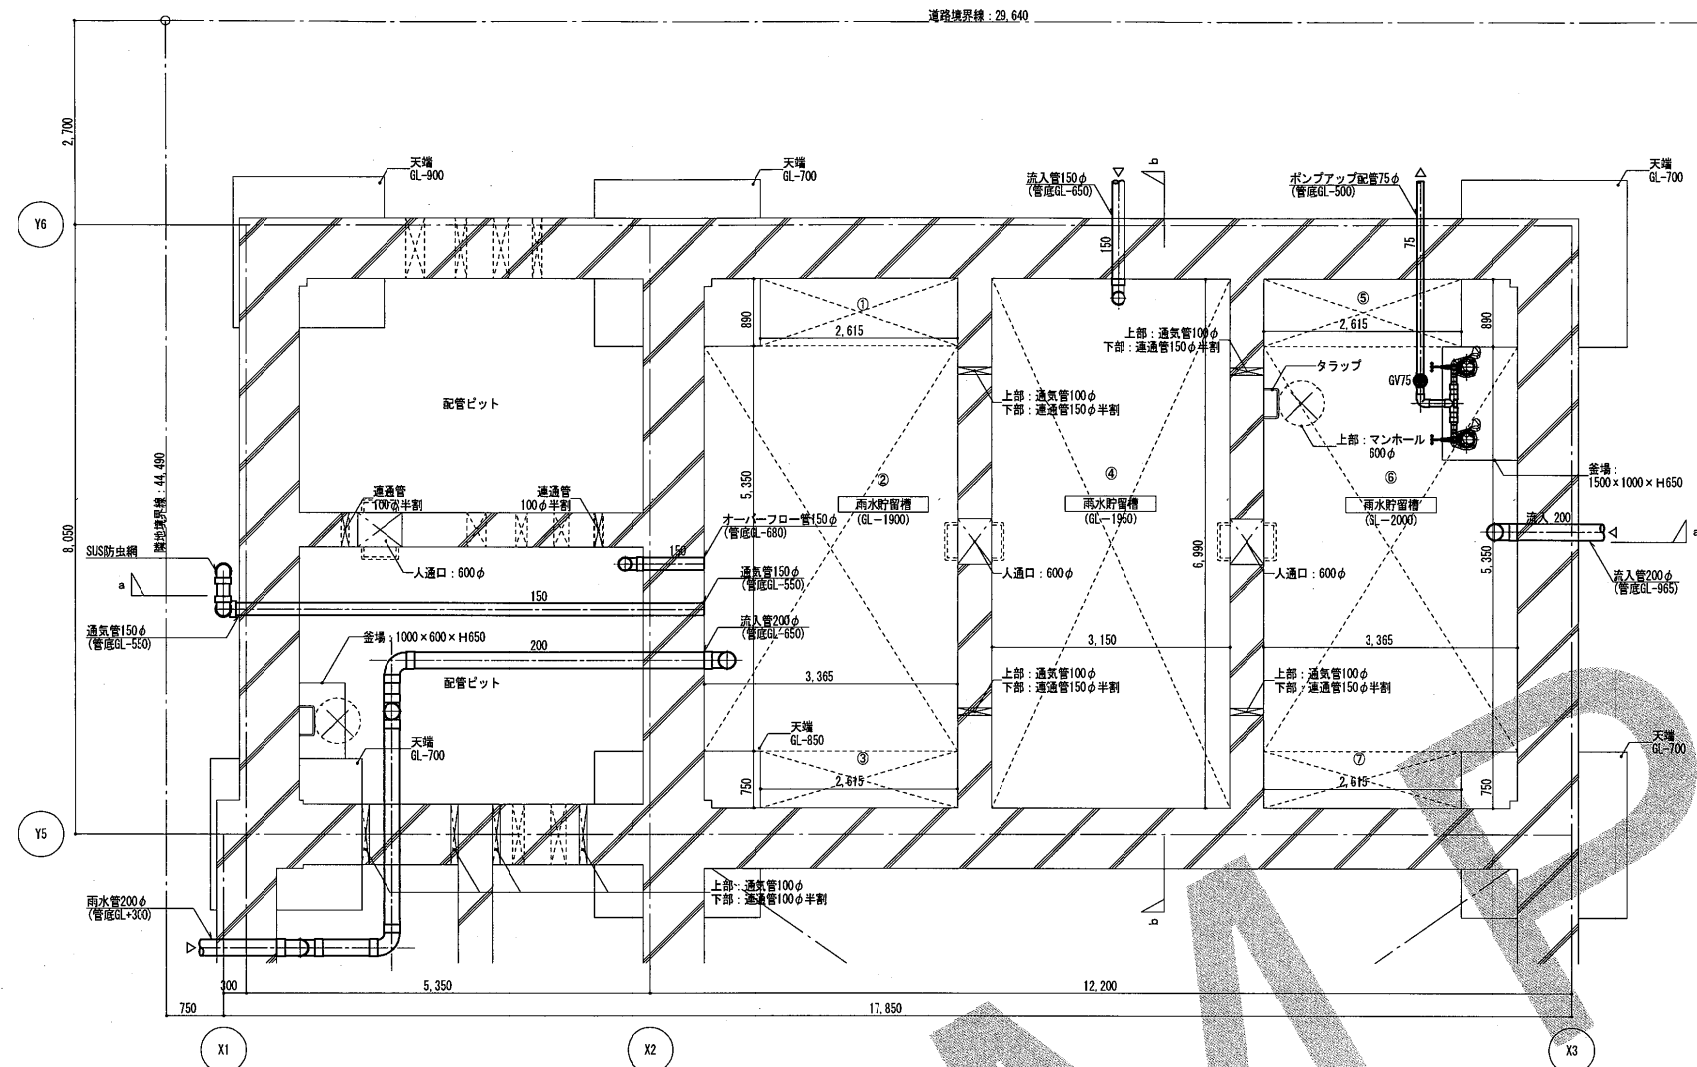 道路境界線：29,640
2,700
天端
GL-900
天端
GL-700
流入管150φ
(管底GL-650)
b
ポンプアップ配管75φ
(管底GL-500)
天端
GL-700
Y6
150
75
①
890
2,615
⑤
2,615
890
上部：通気管100φ
下部：連通管150φ半割
タラップ
GV75
配管ピット
上部：通気管100φ
下部：連通管150φ半割
上部：マンホール
600φ
隣地境界線：44,490
8,050
連通管
100φ半割
連通管
100φ半割
5,350
②
雨水貯留槽
(GL-1900)
④
雨水貯留槽
(GL-1950)
⑥
雨水貯留槽
(GL-2000)
釜場：
1500×1000×H650
オーバーフロー管150φ
(管底GL-680)
流入 200
SUS防虫網
a
人通口：600φ
150
人通口：600φ
6,990
人通口：600φ
5,350
a
通気管150φ
(管底GL-550)
流入管200φ
(管底GL-965)
150
通気管150φ
(管底GL-550)
釜場：1000×600×H650
200
流入管200φ
(管底GL-650)
配管ピット
3,365
3,150
3,365
上部：通気管100φ
下部：連通管150φ半割
上部：通気管100φ
下部：連通管150φ半割
天端
GL-700
天端
GL-850
天端
GL-700
③
2,615
750
⑦
2,615
750
Y5
雨水管200φ
(管底GL+300)
上部：通気管100φ
下部：連通管100φ半割
b
300
5,350
12,200
750
17,850
X1
X2
X3